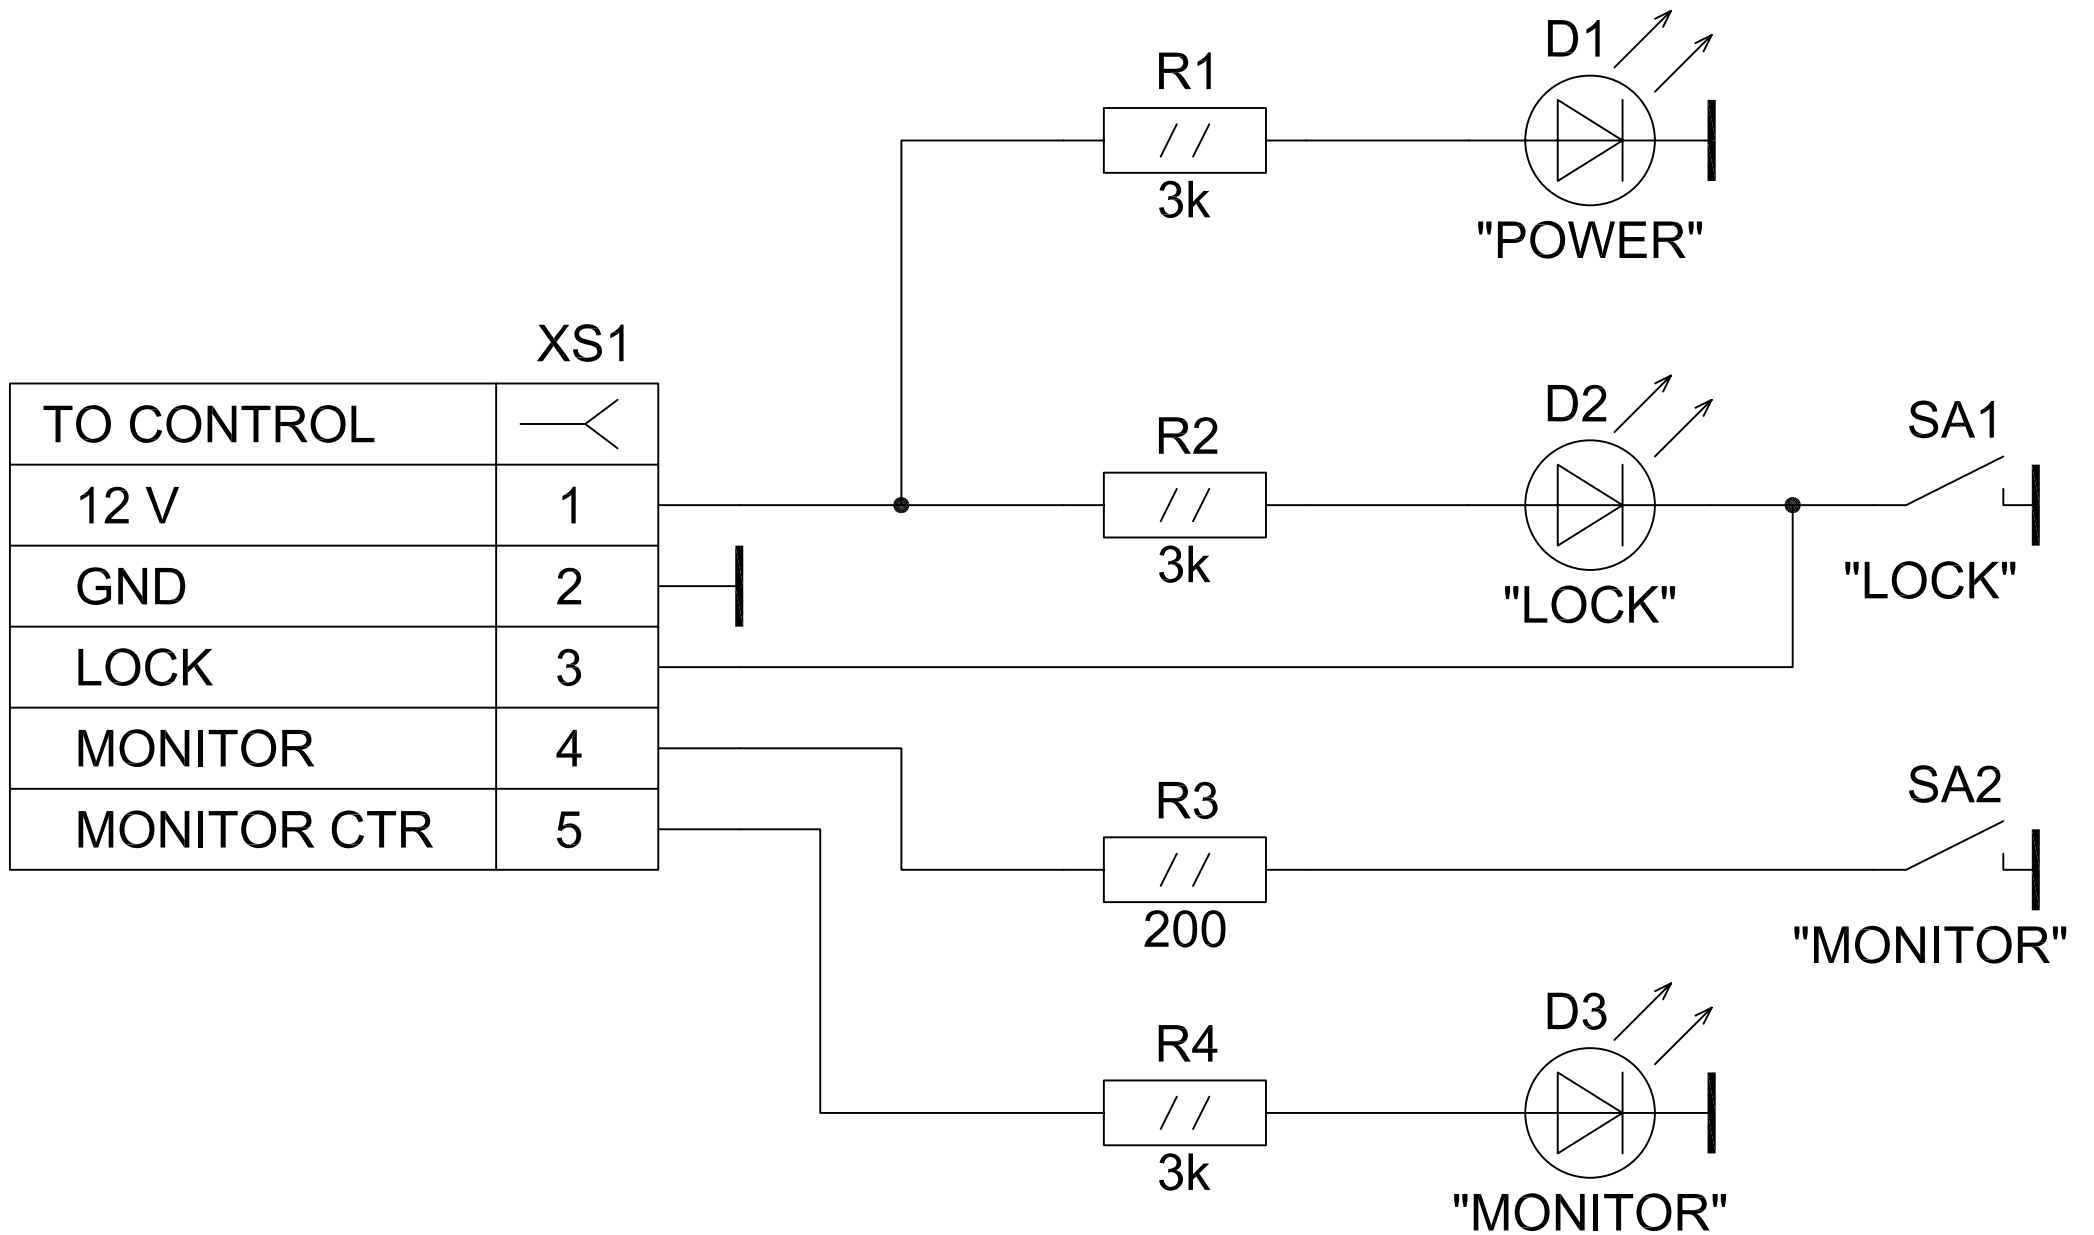 D1
R1
3k
"POWER"
XS1
TO CONTROL
12 V 1
GND 2
LOCK 3
MONITOR 4
MONITOR CTR 5
D2
R2
3k
"LOCK"
SA1
"LOCK"
R3
200
SA2
"MONITOR"
D3
R4
3k
"MONITOR"